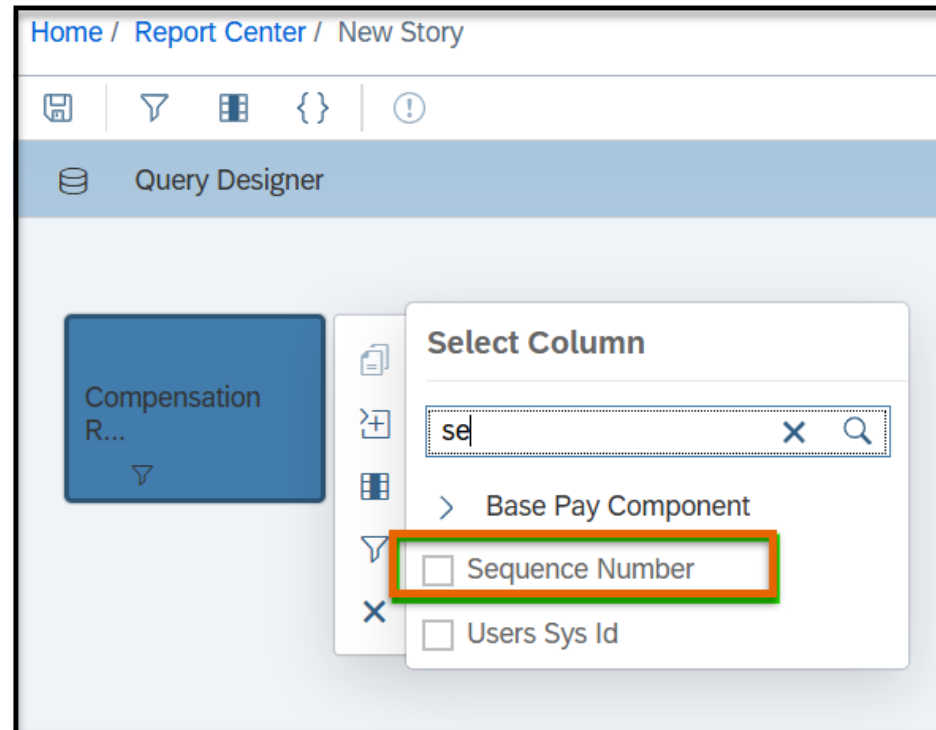 Home / Report Center / New Story
{ }
Query Designer
Compensation
R...
Select Column
se
Base Pay Component
Sequence Number
Users Sys Id